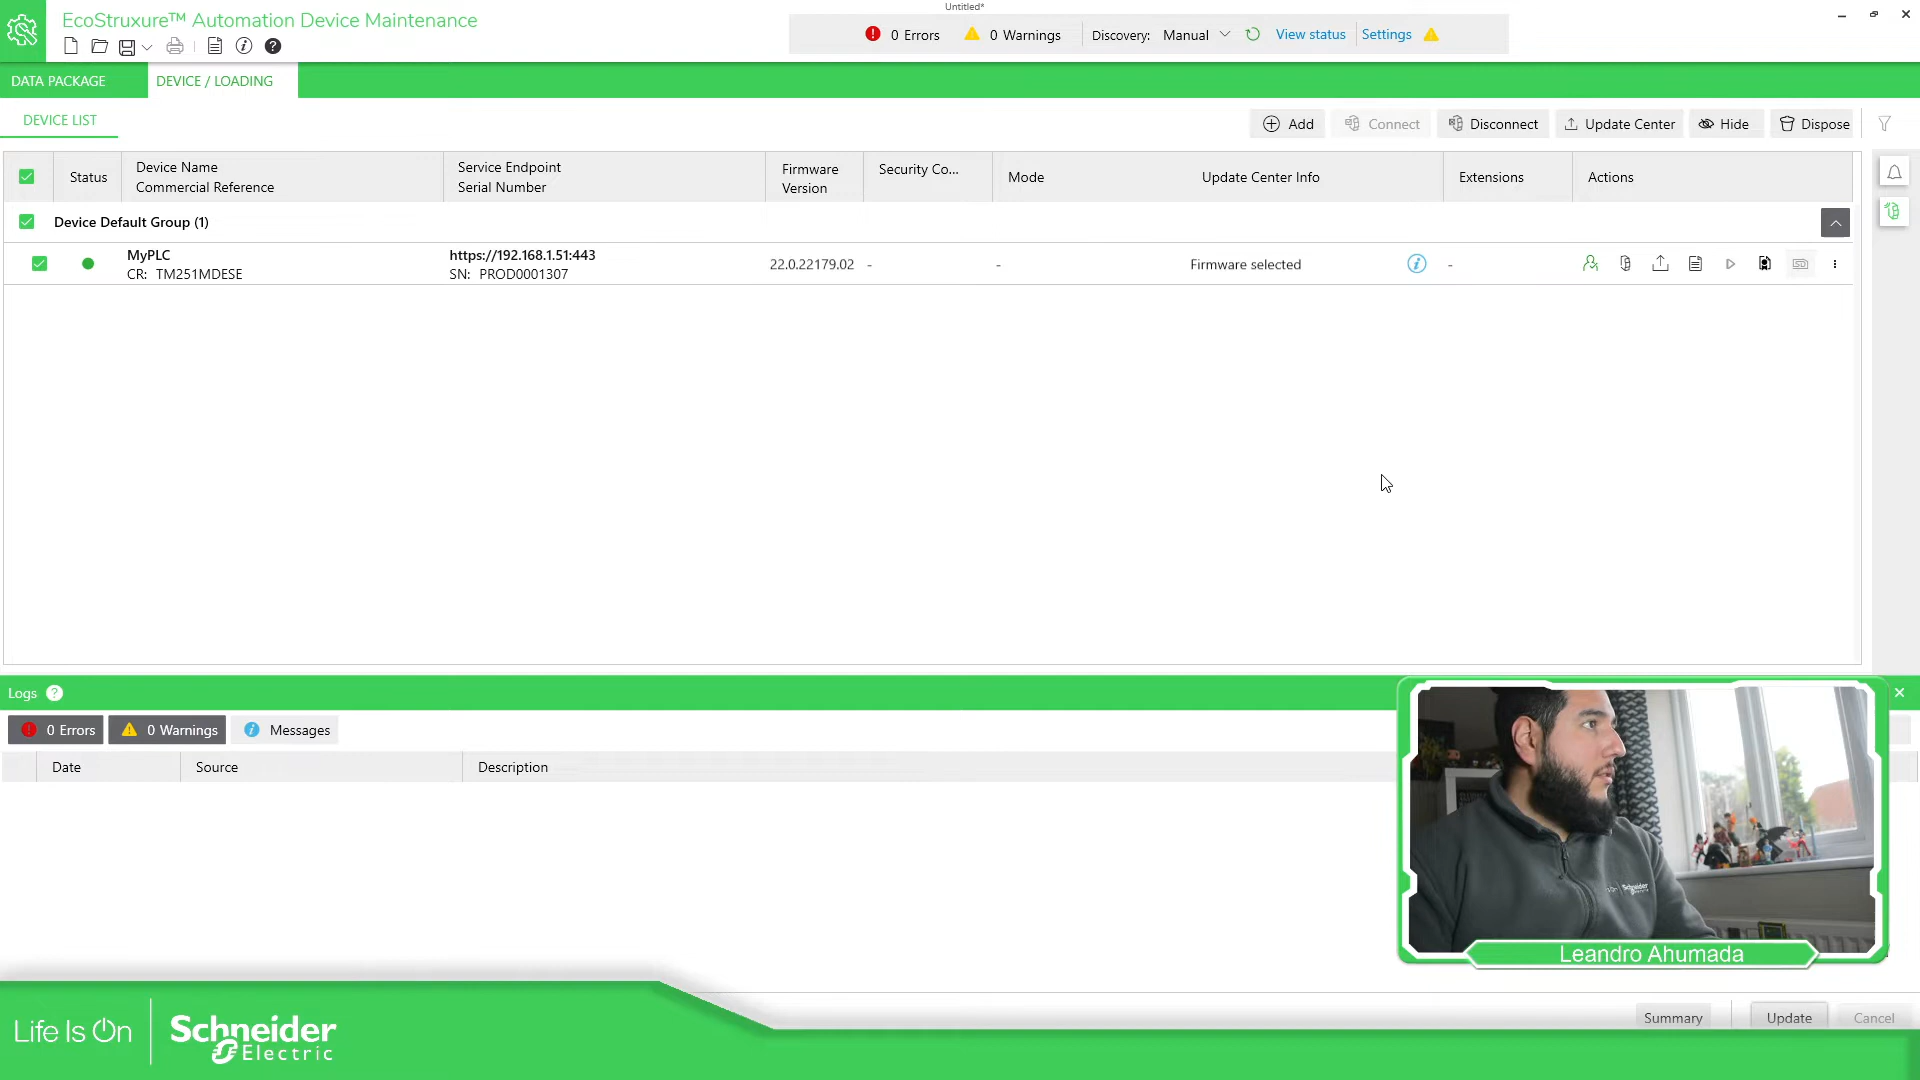 Untitled*
EcoStruxure™ Automation Device Maintenance
0 Errors
0 Warnings
Discovery: Manual
View status
Settings
DATA PACKAGE
DEVICE / LOADING
DEVICE LIST
Add
Connect
Disconnect
Update Center
Hide
Dispose
Status
Device Name
Commercial Reference
Service Endpoint
Serial Number
Firmware
Version
Security Co...
Mode
Update Center Info
Extensions
Actions
Device Default Group (1)
MyPLC
CR: TM251MDESE
https://192.168.1.51:443
SN: PROD0001307
22.0.22179.02
-
-
Firmware selected
-
Logs
0 Errors
0 Warnings
Messages
Date
Source
Description
Schneider
Electric
Leandro Ahumada
Life Is On
Schneider
Electric
Summary
Update
Cancel